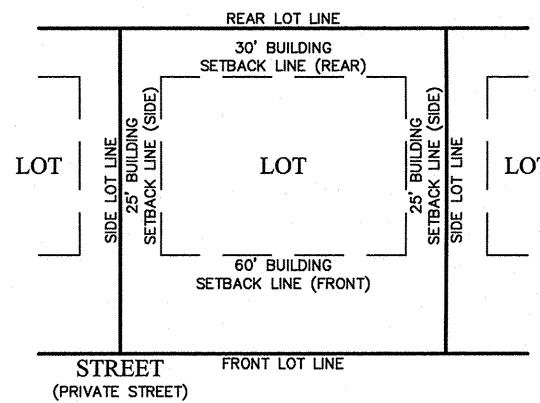 REAR LOT LINE
30' BUILDING
SETBACK LINE (REAR)
LOT
SIDE LOT LINE
25' BUILDING
SETBACK LINE (SIDE)
LOT
25' BUILDING
SETBACK LINE (SIDE)
SIDE LOT LINE
LOT
60' BUILDING
SETBACK LINE (FRONT)
STREET
(PRIVATE STREET)
FRONT LOT LINE